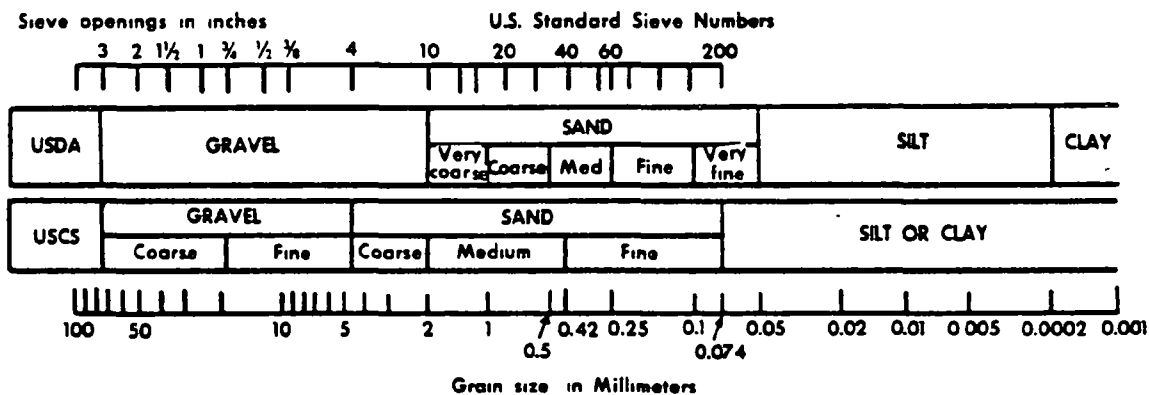 Sieve openings in inches U.S. Standard Sieve Numbers
3 2 1½ 1 ¾ ½ ⅜ 4 10 20 40 60 200
USDA GRAVEL SAND SILT CLAY
Very coarse Coarse Med Fine Very fine
USCS GRAVEL SAND SILT OR CLAY
Coarse Fine Coarse Medium Fine
100 50 10 5 2 1 0.5 0.42 0.25 0.1 0.074 0.05 0.02 0.01 0.005 0.0002 0.001
Grain size in Millimeters